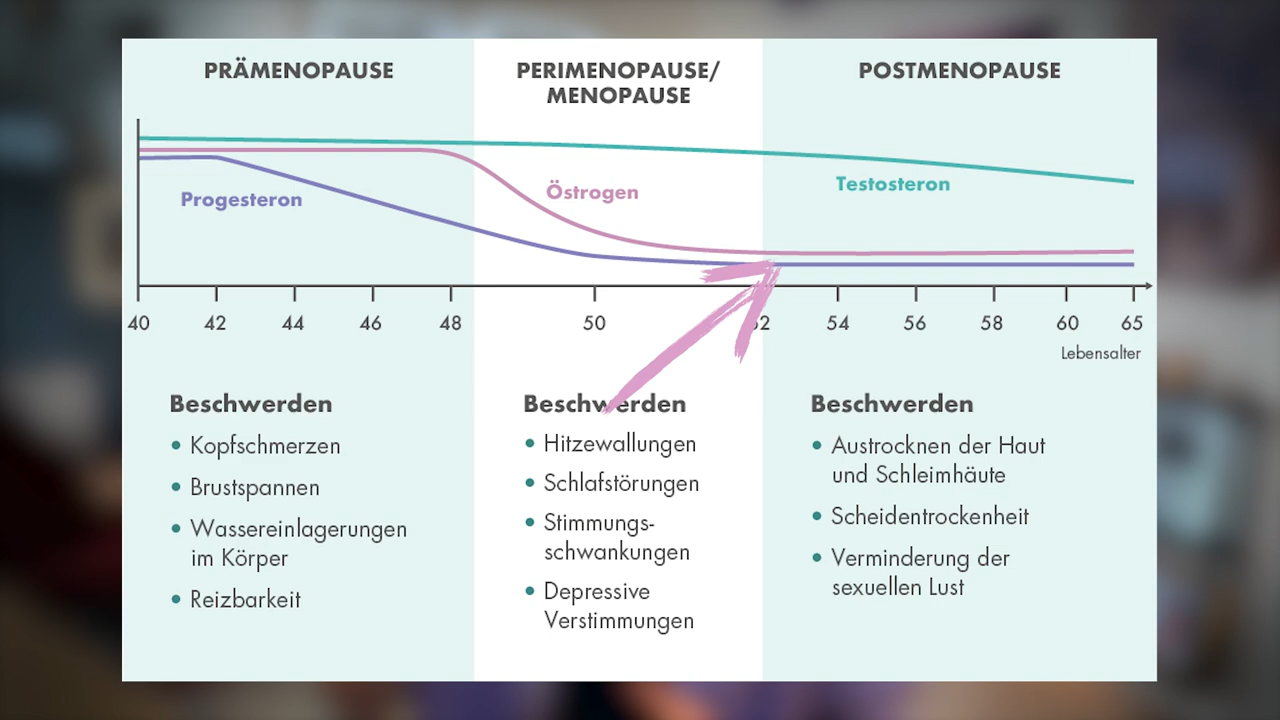 PRÄMENOPAUSE
PERIMENOPAUSE/
MENOPAUSE
POSTMENOPAUSE
Progesteron
Östrogen
Testosteron
40 42 44 46 48 50 54 56 58 60 65
Lebensalter
Beschwerden
• Kopfschmerzen
• Brustspannen
• Wassereinlagerungen
im Körper
• Reizbarkeit
Beschwerden
• Hitzewallungen
• Schlafstörungen
• Stimmungs-
schwankungen
• Depressive
Verstimmungen
Beschwerden
• Austrocknen der Haut
und Schleimhäute
• Scheidentrockenheit
• Verminderung der
sexuellen Lust